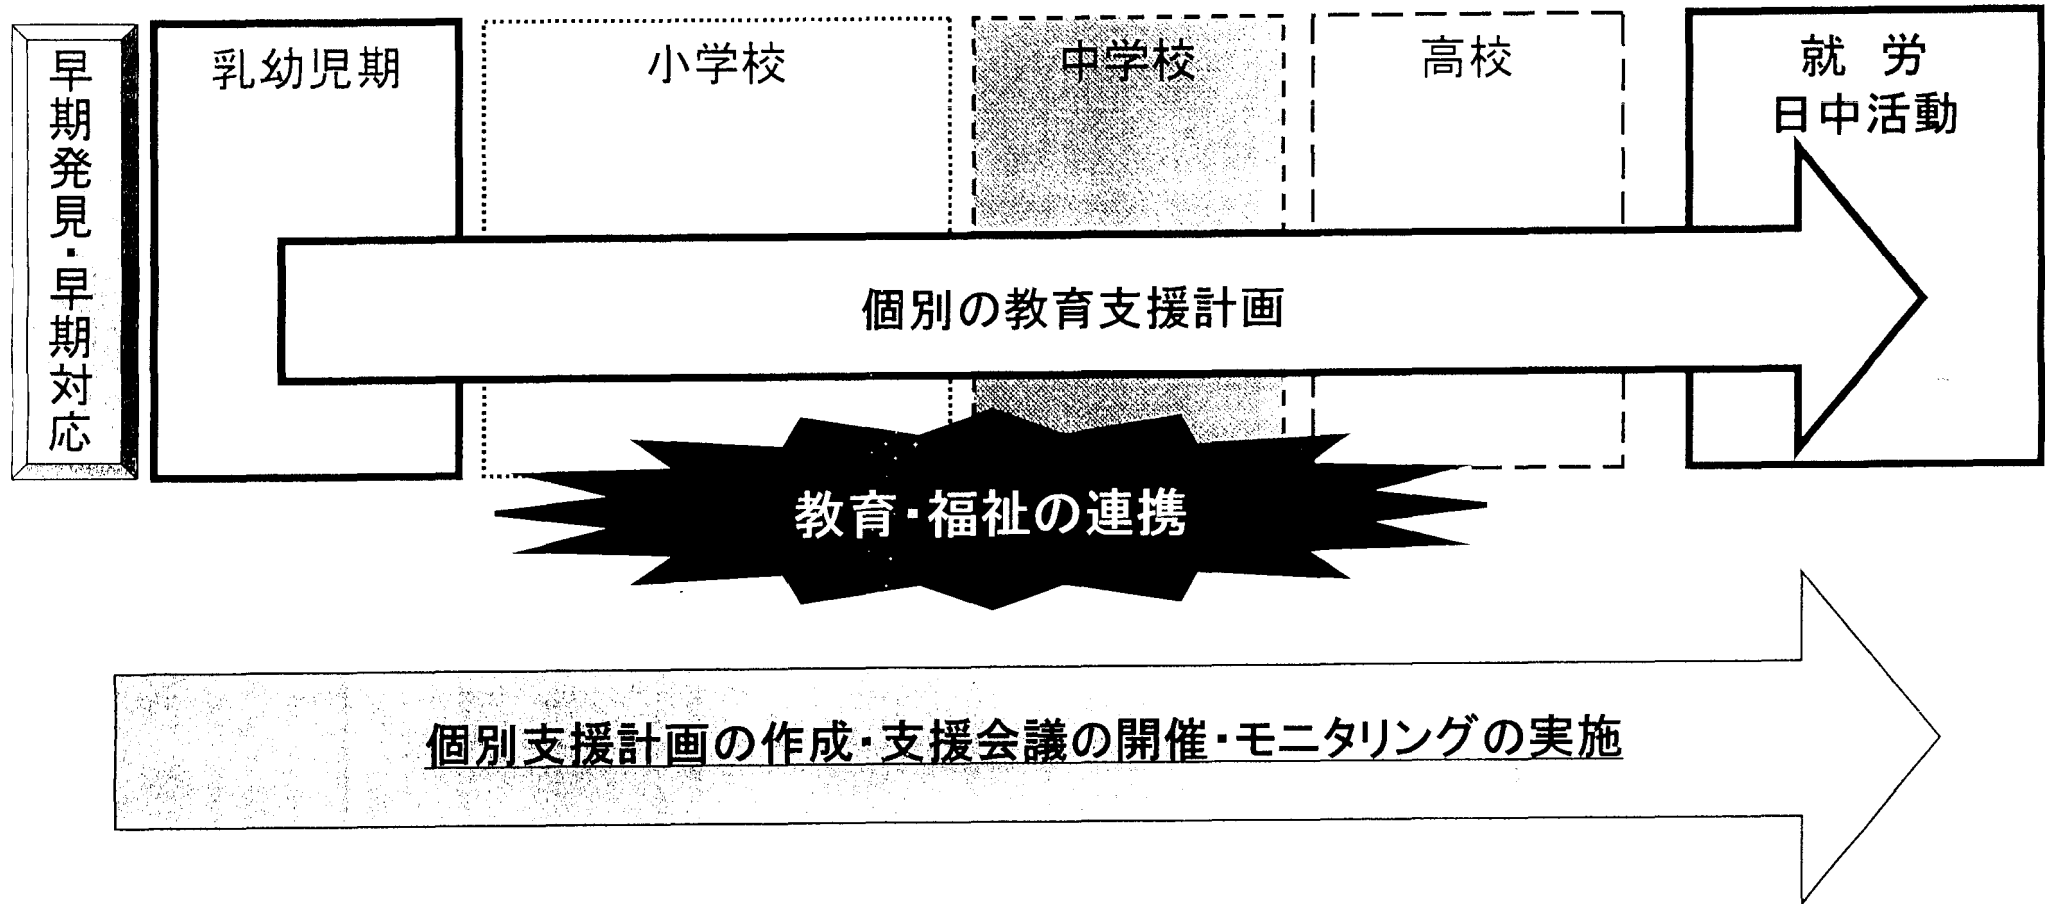 早期発見・早期対応
乳幼児期
小学校
中学校
高校
就 労
日中活動
個別の教育支援計画
教育・福祉の連携
個別支援計画の作成・支援会議の開催・モニタリングの実施